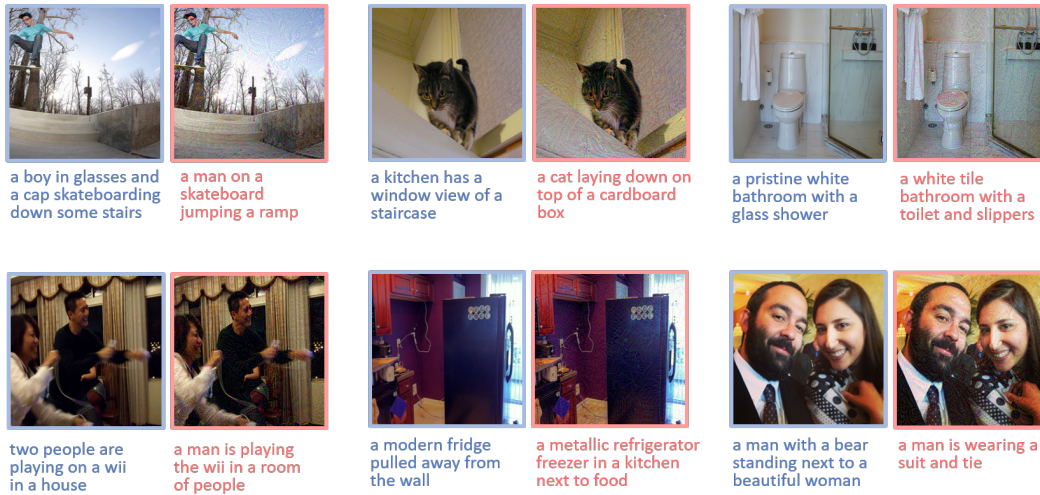 a boy in glasses and
a cap skateboarding
down some stairs
a man on a
skateboard
jumping a ramp
a kitchen has a
window view of a
staircase
a cat laying down on
top of a cardboard
box
a pristine white
bathroom with a
glass shower
a white tile
bathroom with a
toilet and slippers
two people are
playing on a wii
in a house
a man is playing
the wii in a room
of people
a modern fridge
pulled away from
the wall
a metallic refrigerator
freezer in a kitchen
next to food
a man with a bear
standing next to a
beautiful woman
a man is wearing a
suit and tie